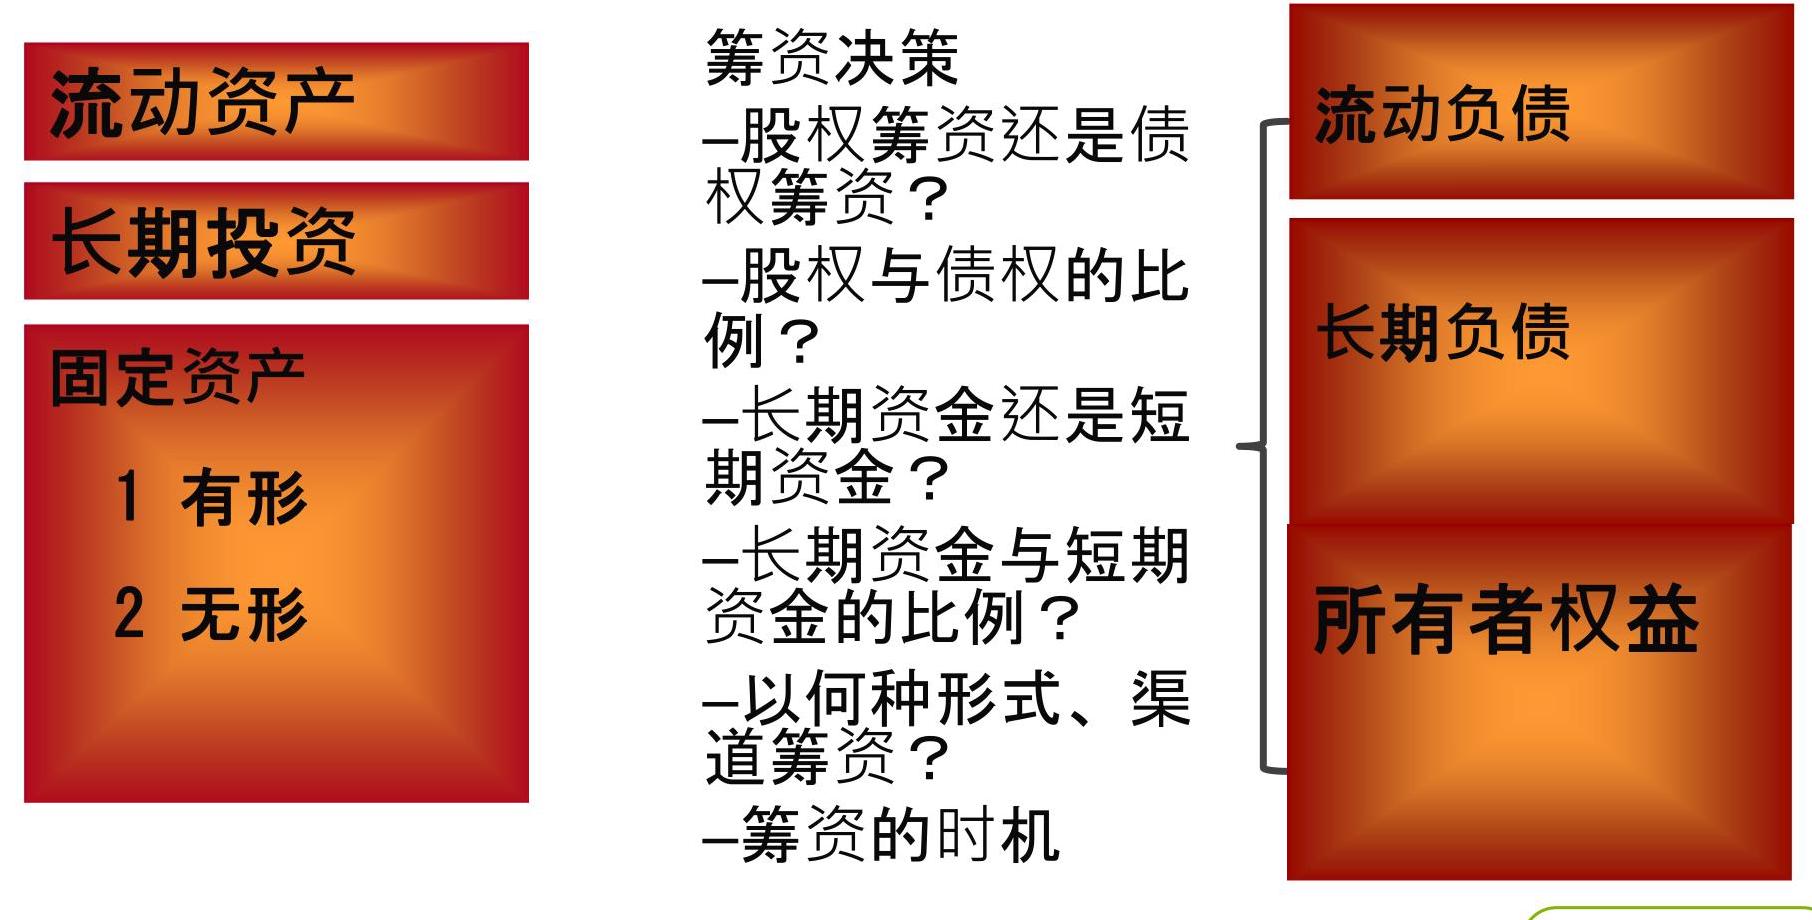 流动资产
长期投资
固定资产
1 有形
2 无形
筹资决策
–股权筹资还是债
权筹资？
–股权与债权的比
例？
–长期资金还是短
期资金？
–长期资金与短期
资金的比例？
–以何种形式、渠
道筹资？
–筹资的时机
流动负债
长期负债
所有者权益